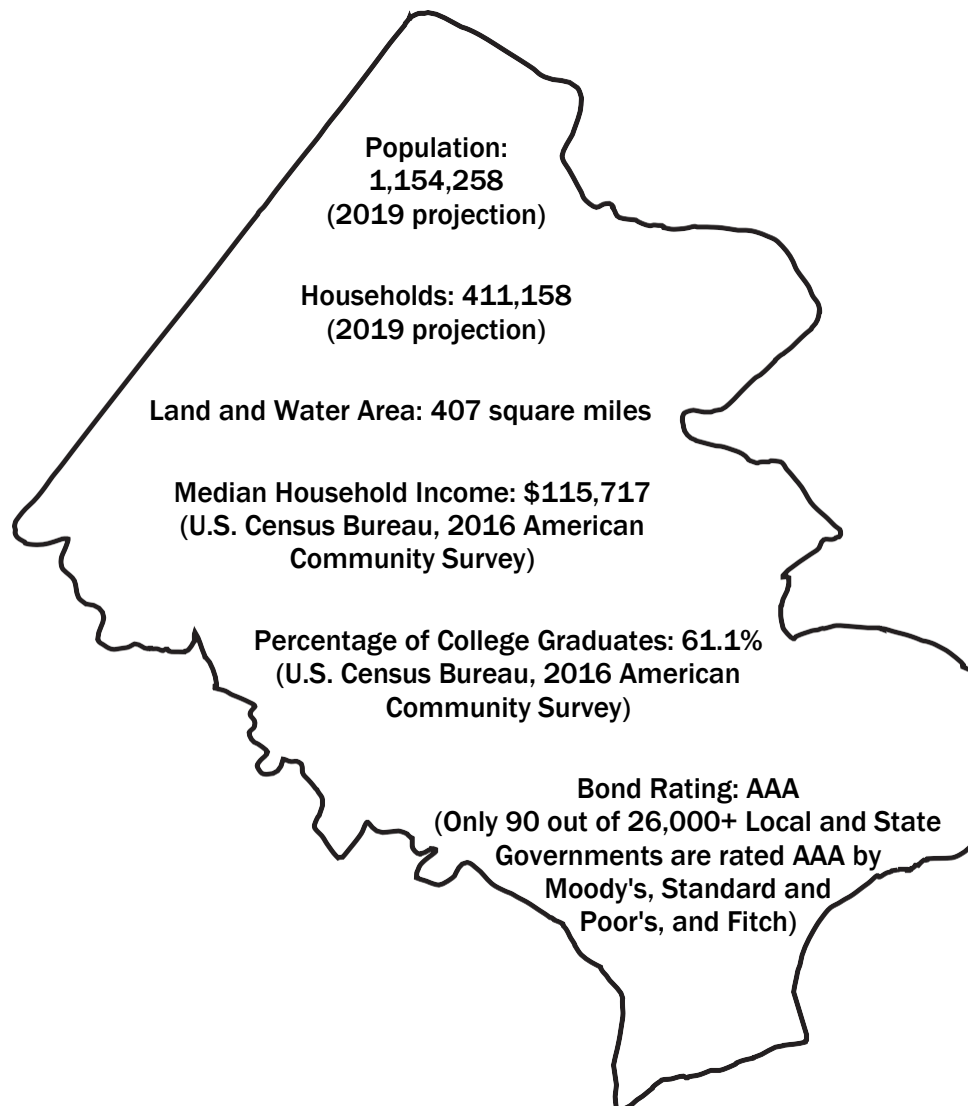 Population:
1,154,258
(2019 projection)
Households: 411,158
(2019 projection)
Land and Water Area: 407 square miles
Median Household Income: $115,717
(U.S. Census Bureau, 2016 American
Community Survey)
Percentage of College Graduates: 61.1%
(U.S. Census Bureau, 2016 American
Community Survey)
Bond Rating: AAA
(Only 90 out of 26,000+ Local and State
Governments are rated AAA by
Moody's, Standard and
Poor's, and Fitch)